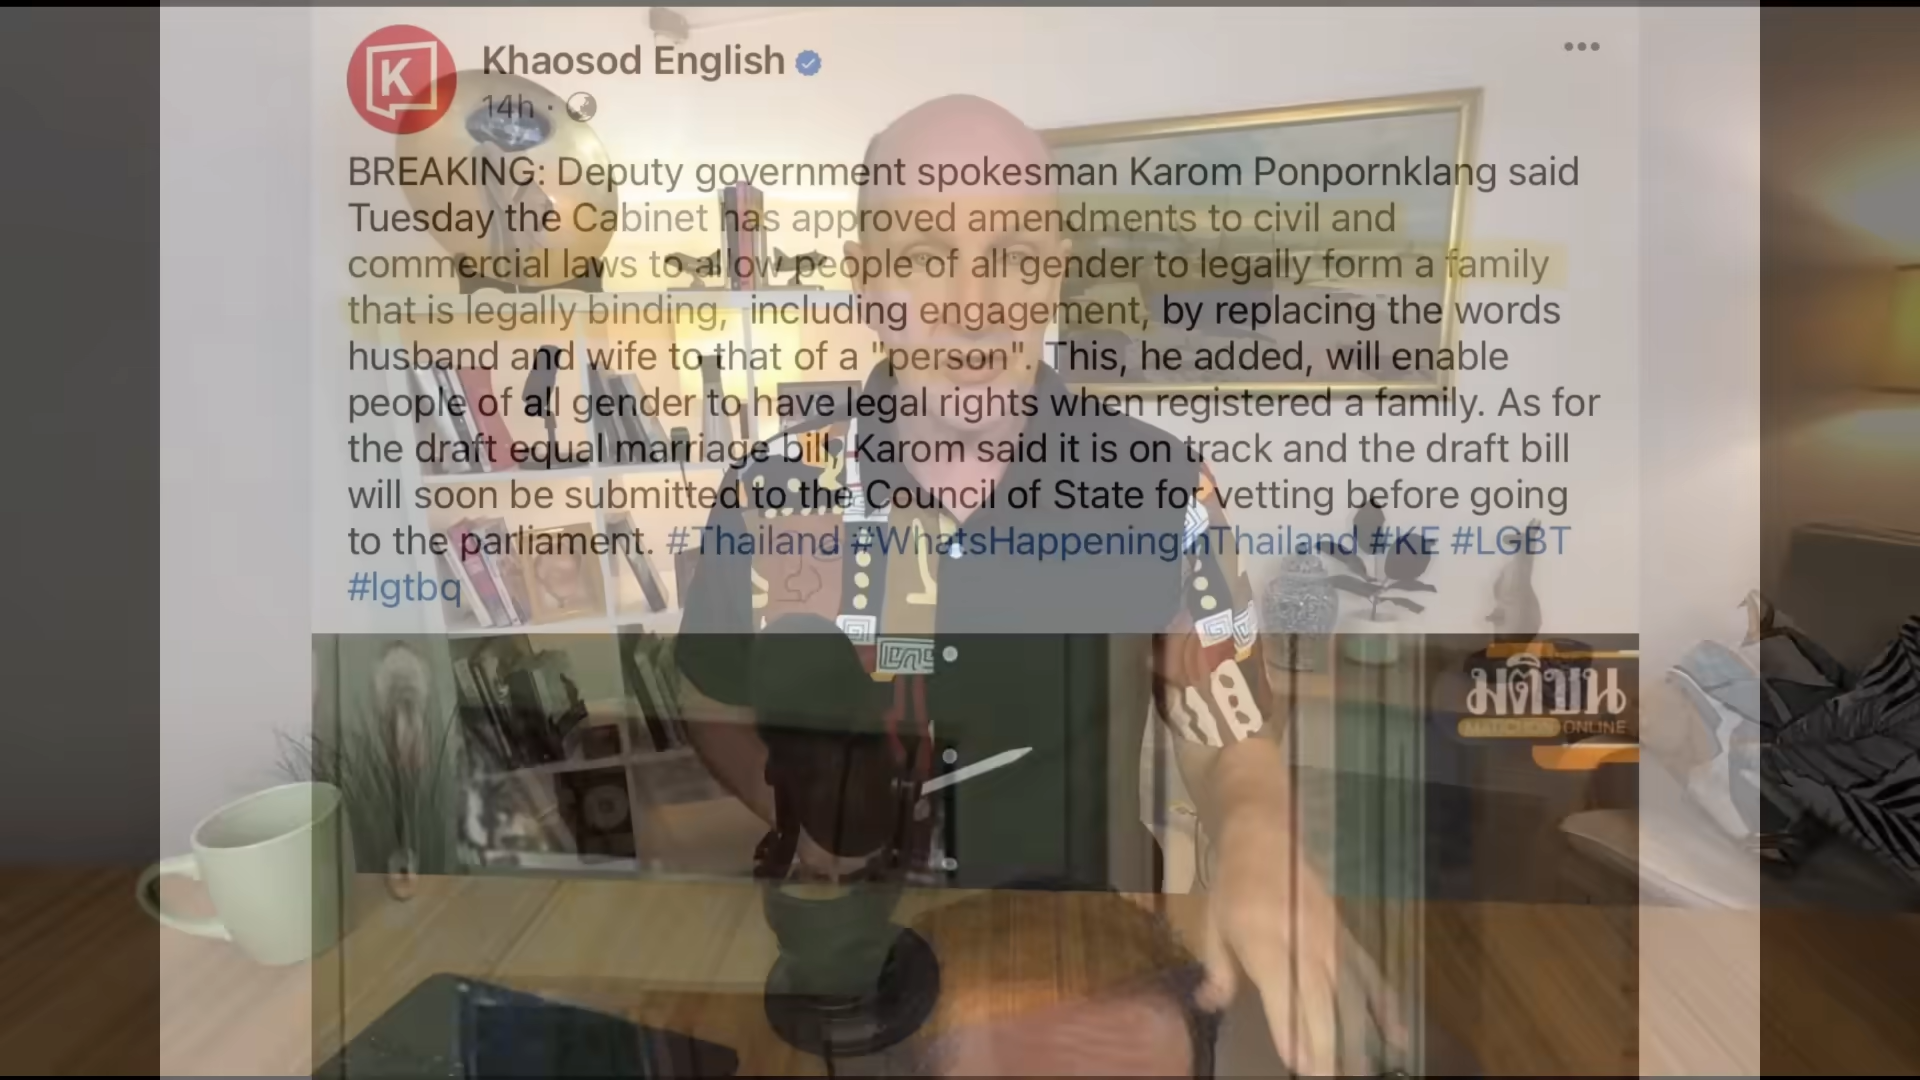 Khaosod English
14h ·
BREAKING: Deputy government spokesman Karom Ponpornklang said
Tuesday the Cabinet has approved amendments to civil and
commercial laws to allow people of all gender to legally form a family
that is legally binding, including engagement, by replacing the words
husband and wife to that of a "person". This, he added, will enable
people of all gender to have legal rights when registered a family. As for
the draft equal marriage bill, Karom said it is on track and the draft bill
will soon be submitted to the Council of State for vetting before going
to the parliament. #Thailand #WhatsHappeninginThailand #KE #LGBT
#lgtbq
มติชน
MATICHON ONLINE